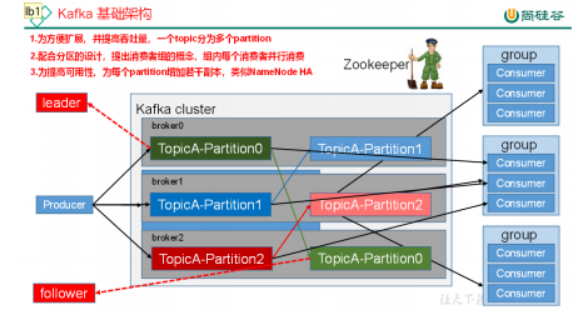 lb1
Kafka 基础架构
尚硅谷
1.为方便扩展，并提高吞吐量，一个topic分为多个partition
2.配合分区的设计，提出消费者组的概念，组内每个消费者并行消费
3.为提高可用性，为每个partition增加若干副本，类似NameNode HA
Zookeeper
group
Consumer
Consumer
Consumer
leader
Kafka cluster
broker0
TopicA-Partition0
TopicA-Partition1
group
Consumer
Consumer
Consumer
Producer
broker1
TopicA-Partition1
TopicA-Partition2
broker2
TopicA-Partition2
TopicA-Partition0
group
Consumer
Consumer
Consumer
follower
让天下